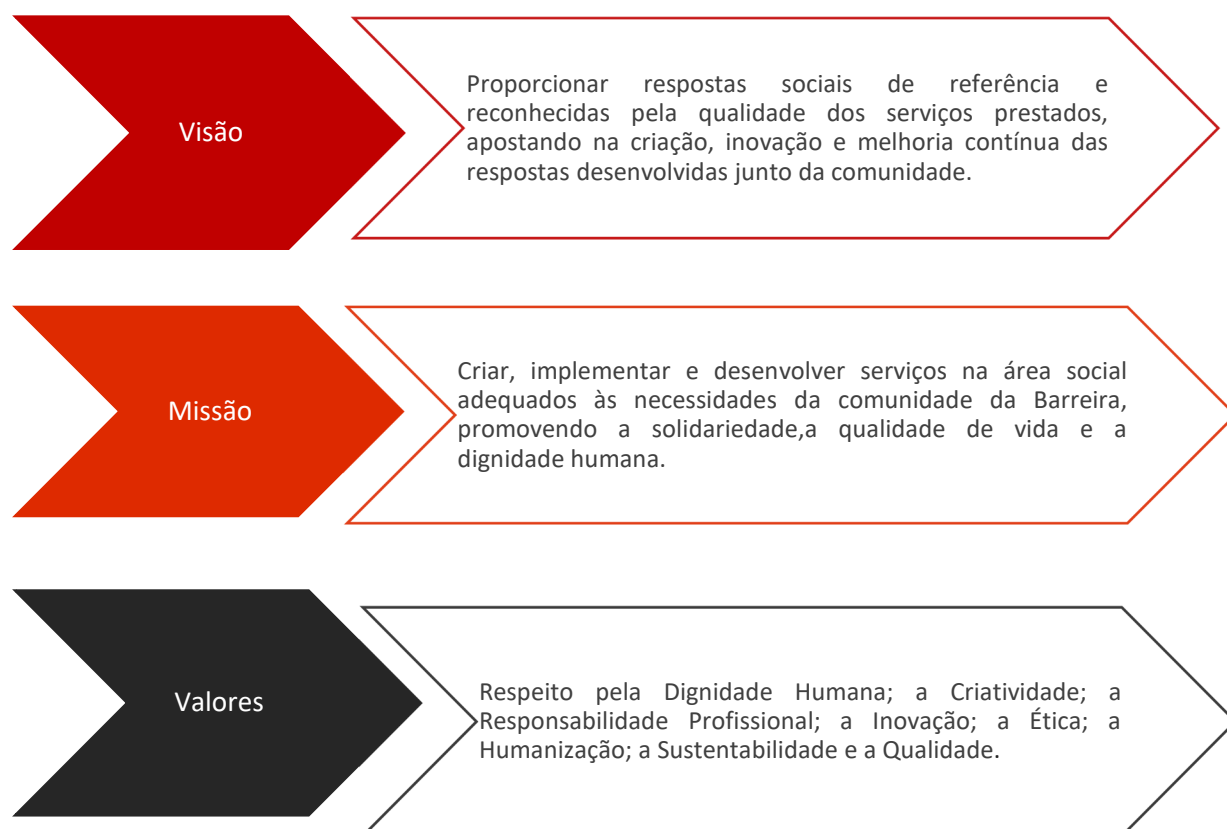 Visão
Proporcionar respostas sociais de referência e
reconhecidas pela qualidade dos serviços prestados,
apostando na criação, inovação e melhoria contínua das
respostas desenvolvidas junto da comunidade.
Missão
Criar, implementar e desenvolver serviços na área social
adequados às necessidades da comunidade da Barreira,
promovendo a solidariedade,a qualidade de vida e a
dignidade humana.
Valores
Respeito pela Dignidade Humana; a Criatividade; a
Responsabilidade Profissional; a Inovação; a Ética; a
Humanização; a Sustentabilidade e a Qualidade.